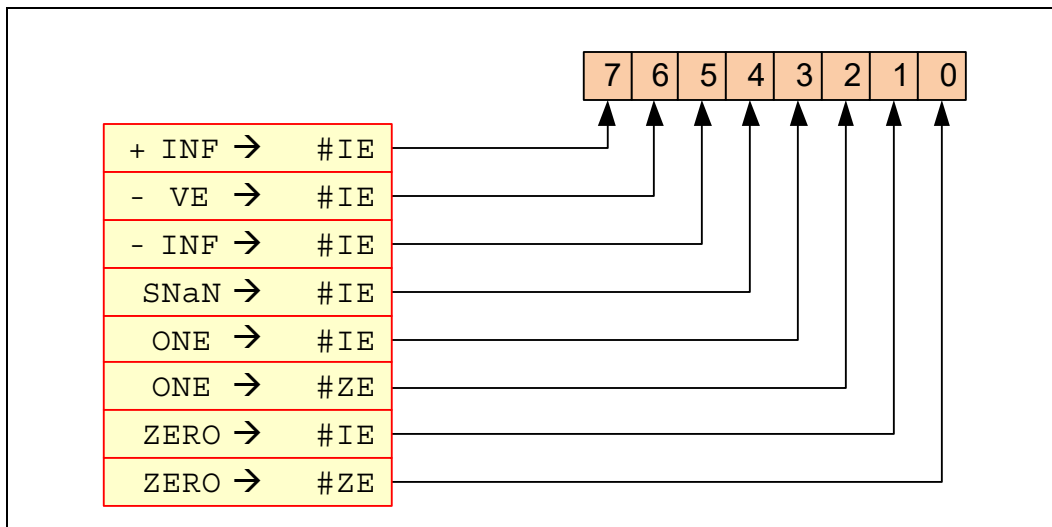 7 6 5 4 3 2 1 0
+ INF → #IE
- VE → #IE
- INF → #IE
SNaN → #IE
ONE → #IE
ONE → #ZE
ZERO → #IE
ZERO → #ZE